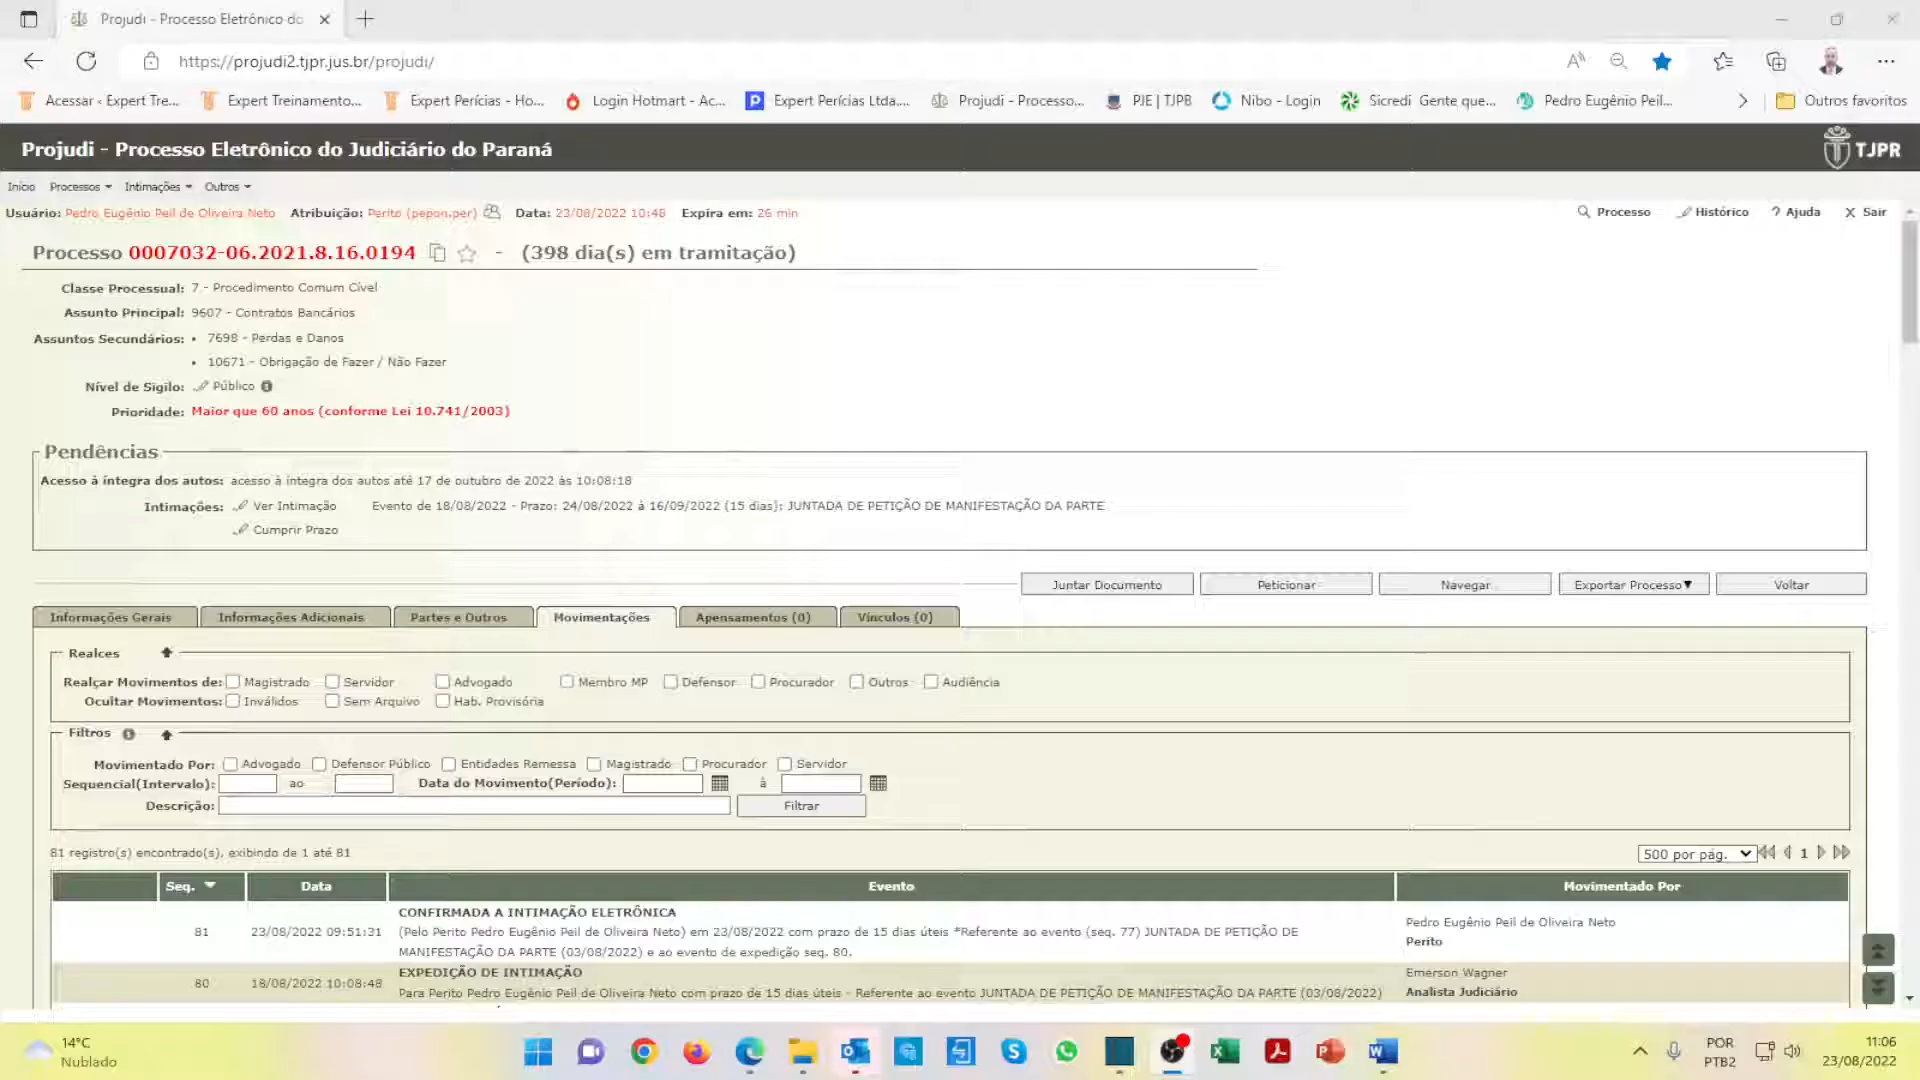 Projudi - Processo Eletrônico do
https://projudi2.tjpr.jus.br/projudi/
Acessar ‹ Expert Tre...
Expert Treinamento...
Expert Perícias - Ho...
Login Hotmart - Ac...
Expert Perícias Ltda....
Projudi - Processo...
PJE | TJPB
Nibo - Login
Sicredi Gente que...
Pedro Eugênio Peil...
Outros favoritos
Projudi - Processo Eletrônico do Judiciário do Paraná
TJPR
Início Processos Intimações Outros
Usuário: Pedro Eugênio Peil de Oliveira Neto Atribuição: Perito (pepon.per) Data: 23/08/2022 10:48 Expira em: 26 min
Processo Histórico ? Ajuda X Sair
Processo 0007032-06.2021.8.16.0194 - (398 dia(s) em tramitação)
Classe Processual: 7 - Procedimento Comum Cível
Assunto Principal: 9607 - Contratos Bancários
Assuntos Secundários: • 7698 - Perdas e Danos
• 10671 - Obrigação de Fazer / Não Fazer
Nível de Sigilo: Público
Prioridade: Maior que 60 anos (conforme Lei 10.741/2003)
Pendências
Acesso à íntegra dos autos: acesso à íntegra dos autos até 17 de outubro de 2022 às 10:08:18
Intimações: Ver Intimação Evento de 18/08/2022 - Prazo: 24/08/2022 à 16/09/2022 (15 dias): JUNTADA DE PETIÇÃO DE MANIFESTAÇÃO DA PARTE
Cumprir Prazo
Juntar Documento Peticionar Navegar Exportar Processo▼ Voltar
Informações Gerais Informações Adicionais Partes e Outros Movimentações Apensamentos (0) Vínculos (0)
Realces
Realçar Movimentos de: Magistrado Servidor Advogado Membro MP Defensor Procurador Outros Audiência
Ocultar Movimentos: Inválidos Sem Arquivo Hab. Provisória
Filtros
Movimentado Por: Advogado Defensor Público Entidades Remessa Magistrado Procurador Servidor
Sequencial(Intervalo): ao Data do Movimento(Período): à
Descrição: Filtrar
81 registro(s) encontrado(s), exibindo de 1 até 81
500 por pág. 1
Seq. Data Evento Movimentado Por
CONFIRMADA A INTIMAÇÃO ELETRÔNICA
81 23/08/2022 09:51:31 (Pelo Perito Pedro Eugênio Peil de Oliveira Neto) em 23/08/2022 com prazo de 15 dias úteis *Referente ao evento (seq. 77) JUNTADA DE PETIÇÃO DE
MANIFESTAÇÃO DA PARTE (03/08/2022) e ao evento de expedição seq. 80.
Pedro Eugênio Peil de Oliveira Neto
Perito
EXPEDIÇÃO DE INTIMAÇÃO
80 18/08/2022 10:08:48 Para Perito Pedro Eugênio Peil de Oliveira Neto com prazo de 15 dias úteis - Referente ao evento JUNTADA DE PETIÇÃO DE MANIFESTAÇÃO DA PARTE (03/08/2022)
Emerson Wagner
Analista Judiciário
14°C
Nublado
POR
PTB2
11:06
23/08/2022